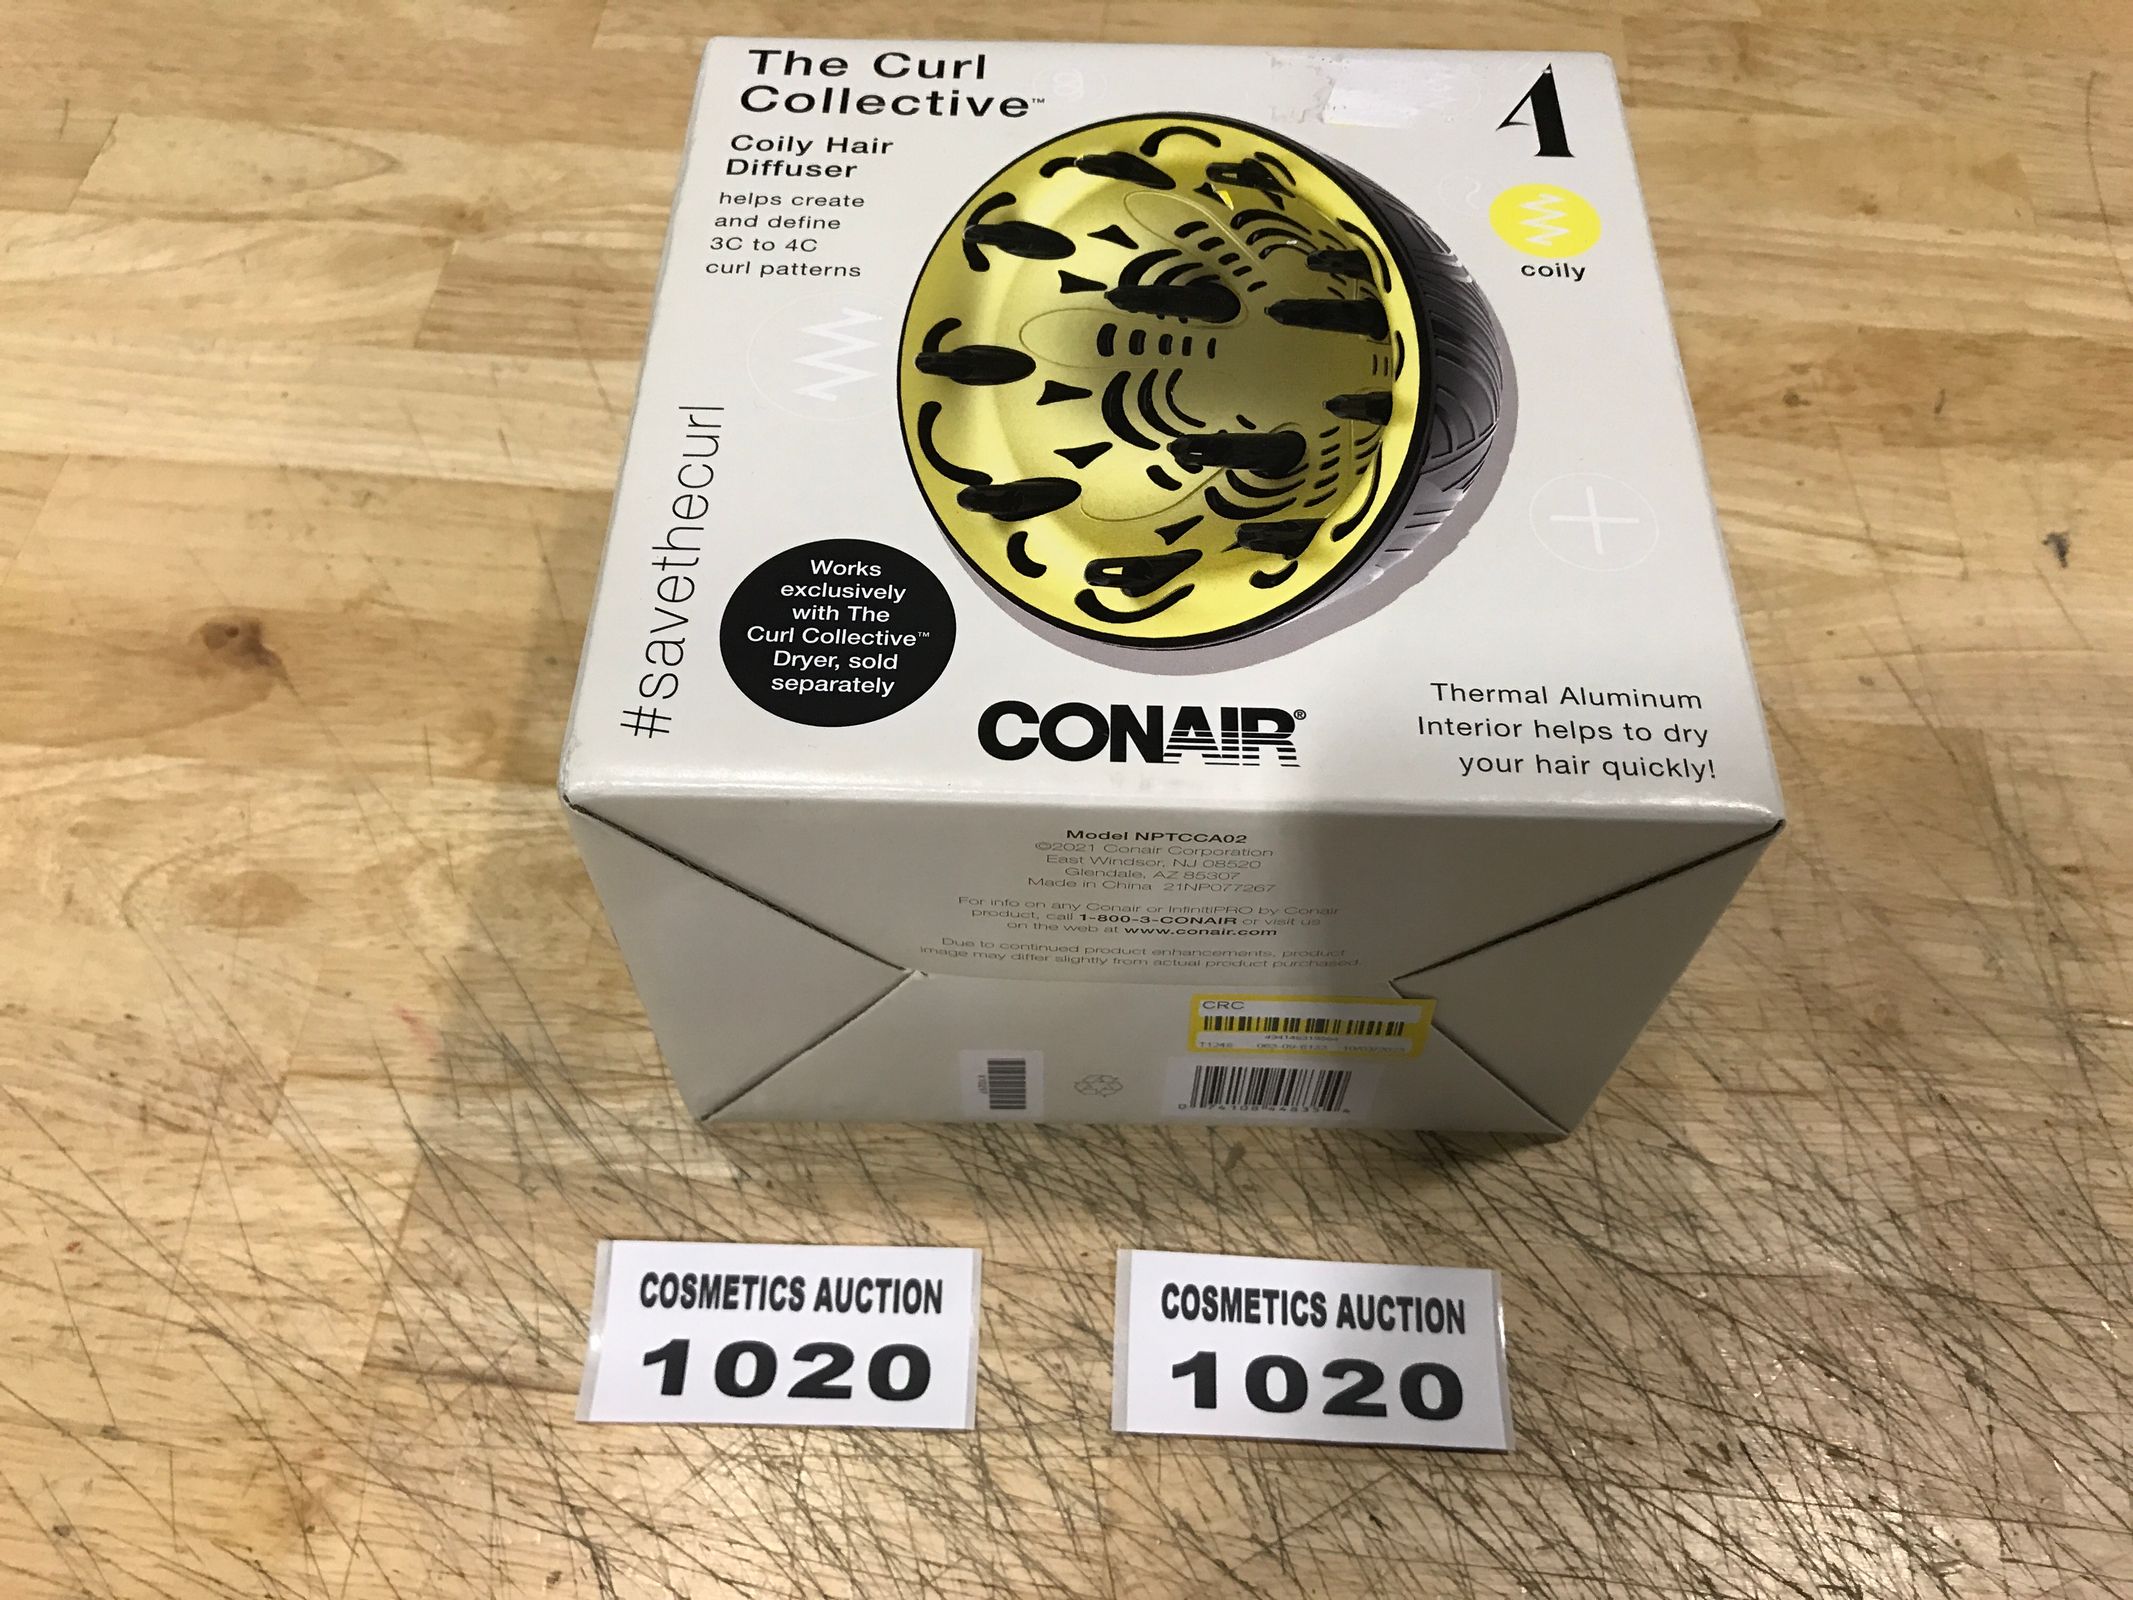 The Curl
Collective™
Coily Hair
Diffuser
helps create
and define
3C to 4C
curl patterns
A
coily
#savethecurl
Works
exclusively
with The
Curl Collective™
Dryer, sold
separately
CONAIR®
Thermal Aluminum
Interior helps to dry
your hair quickly!
Model NPTCCA02
©2021 Conair Corporation
East Windsor, NJ 08520
Glendale, AZ 85307
Made in China 21NP077267
For info on any Conair or InfinitiPRO by Conair
product, call 1-800-3-CONAIR or visit us
on the web at www.conair.com
Due to continued product enhancements, product
image may differ slightly from actual product purchased.
CRC
COSMETICS AUCTION
1020
COSMETICS AUCTION
1020